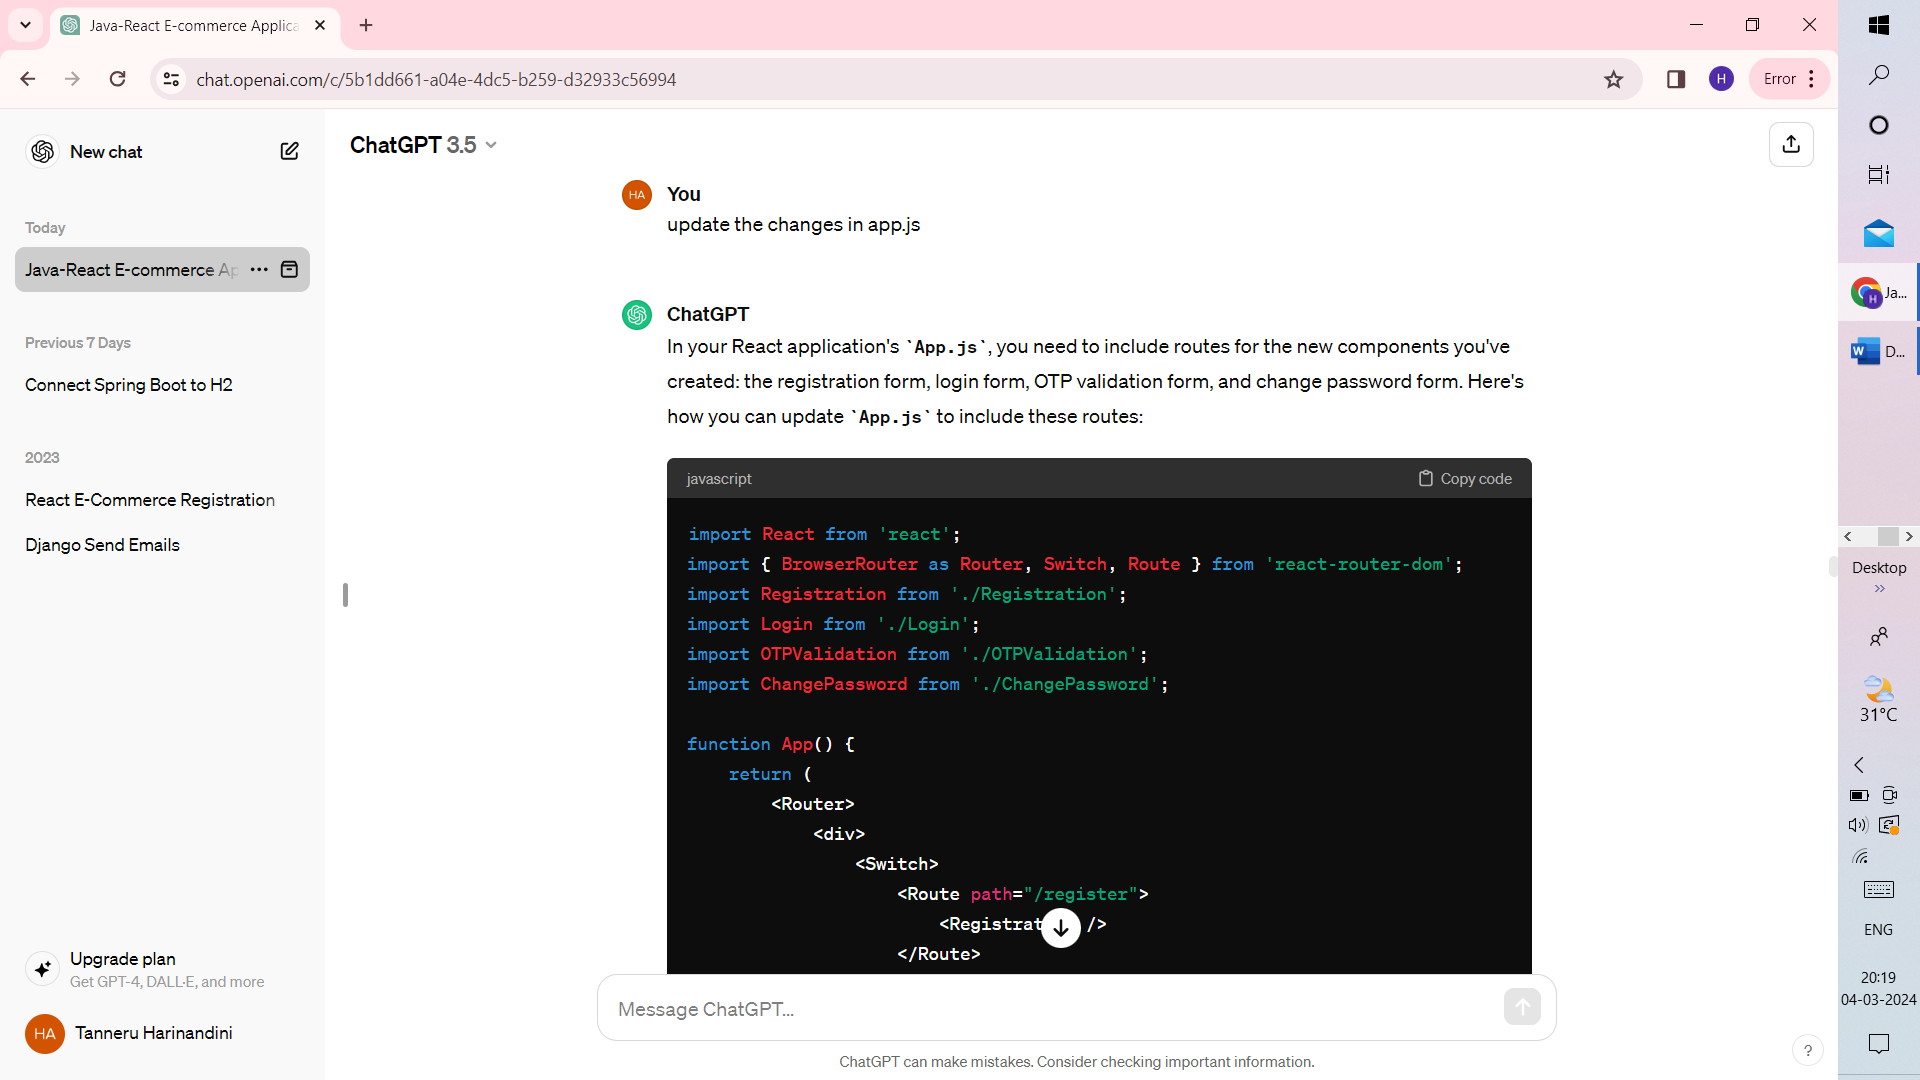 Java-React E-commerce Applica
chat.openai.com/c/5b1dd661-a04e-4dc5-b259-d32933c56994
H
Error
New chat
Today
Java-React E-commerce Ap
Previous 7 Days
Connect Spring Boot to H2
2023
React E-Commerce Registration
Django Send Emails
Upgrade plan
Get GPT-4, DALL·E, and more
HA
Tanneru Harinandini
ChatGPT 3.5
HA
You
update the changes in app.js
ChatGPT
In your React application's `App.js`, you need to include routes for the new components you've
created: the registration form, login form, OTP validation form, and change password form. Here's
how you can update `App.js` to include these routes:
javascript
Copy code
import React from 'react';
import { BrowserRouter as Router, Switch, Route } from 'react-router-dom';
import Registration from './Registration';
import Login from './Login';
import OTPValidation from './OTPValidation';
import ChangePassword from './ChangePassword';
function App() {
return (
<Router>
<div>
<Switch>
<Route path="/register">
<Registrat />
</Route>
Message ChatGPT...
ChatGPT can make mistakes. Consider checking important information.
?
H
Ja...
W
D...
Desktop
31°C
ENG
20:19
04-03-2024